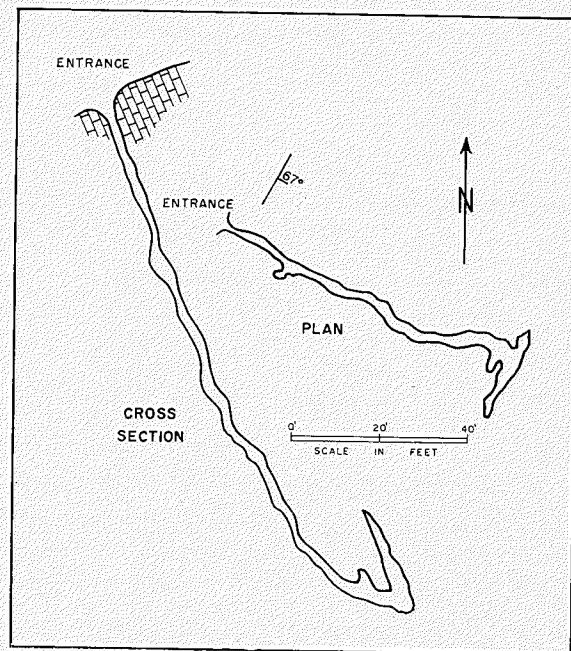 ENTRANCE
67°
ENTRANCE
N
PLAN
CROSS
SECTION
0' 20' 40'
SCALE IN FEET